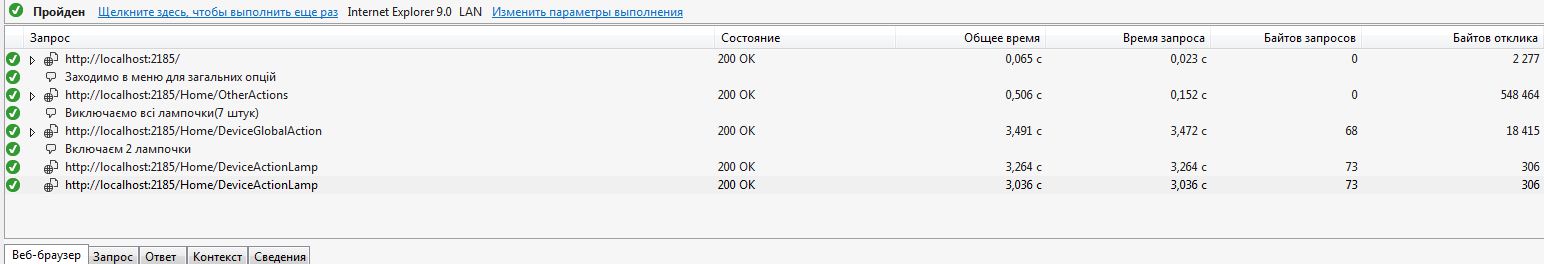 Пройден Щелкните здесь, чтобы выполнить еще раз Internet Explorer 9.0 LAN Изменить параметры выполнения
Запрос Состояние Общее время Время запроса Байтов запросов Байтов отклика
http://localhost:2185/ 200 OK 0,065 с 0,023 с 0 2 277
Заходимо в меню для загальних опцій
http://localhost:2185/Home/OtherActions 200 OK 0,506 с 0,152 с 0 548 464
Виключаємо всі лампочки(7 штук)
http://localhost:2185/Home/DeviceGlobalAction 200 OK 3,491 с 3,472 с 68 18 415
Включаєм 2 лампочки
http://localhost:2185/Home/DeviceActionLamp 200 OK 3,264 с 3,264 с 73 306
http://localhost:2185/Home/DeviceActionLamp 200 OK 3,036 с 3,036 с 73 306
Веб-браузер Запрос Ответ Контекст Сведения